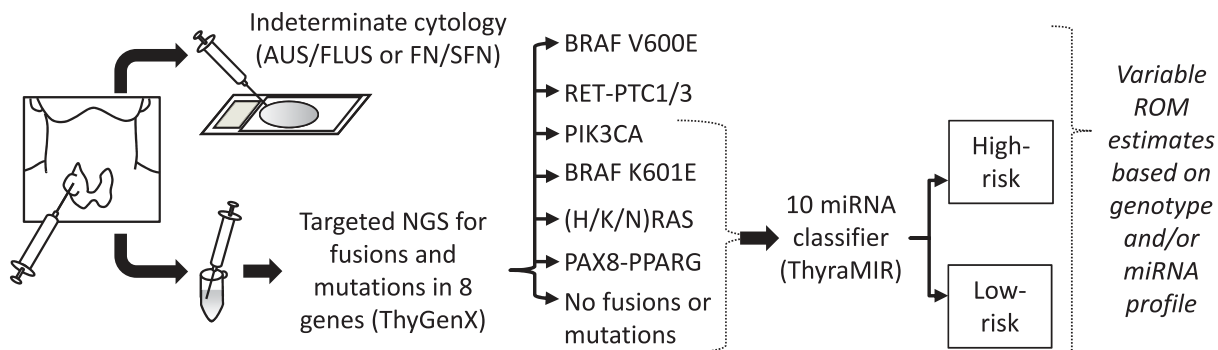 Indeterminate cytology
(AUS/FLUS or FN/SFN)
Targeted NGS for
fusions and
mutations in 8
genes (ThyGenX)
BRAF V600E
RET-PTC1/3
PIK3CA
BRAF K601E
(H/K/N)RAS
PAX8-PPARG
No fusions or
mutations
10 miRNA
classifier
(ThyraMIR)
High-
risk
Low-
risk
Variable
ROM
estimates
based on
genotype
and/or
miRNA
profile